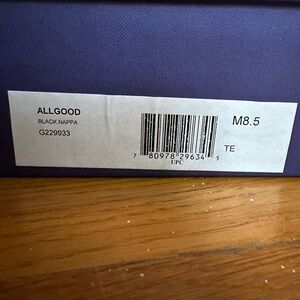 ALLGOOD
BLACK NAPPA
G229933
7 80978 29634 5
UPC
M8.5
TE